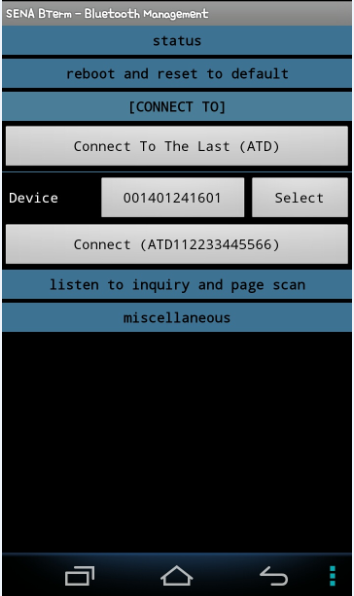 SENA BTerm - Bluetooth Management
status
reboot and reset to default
[CONNECT TO]
Connect To The Last (ATD)
Device 001401241601 Select
Connect (ATD112233445566)
listen to inquiry and page scan
miscellaneous